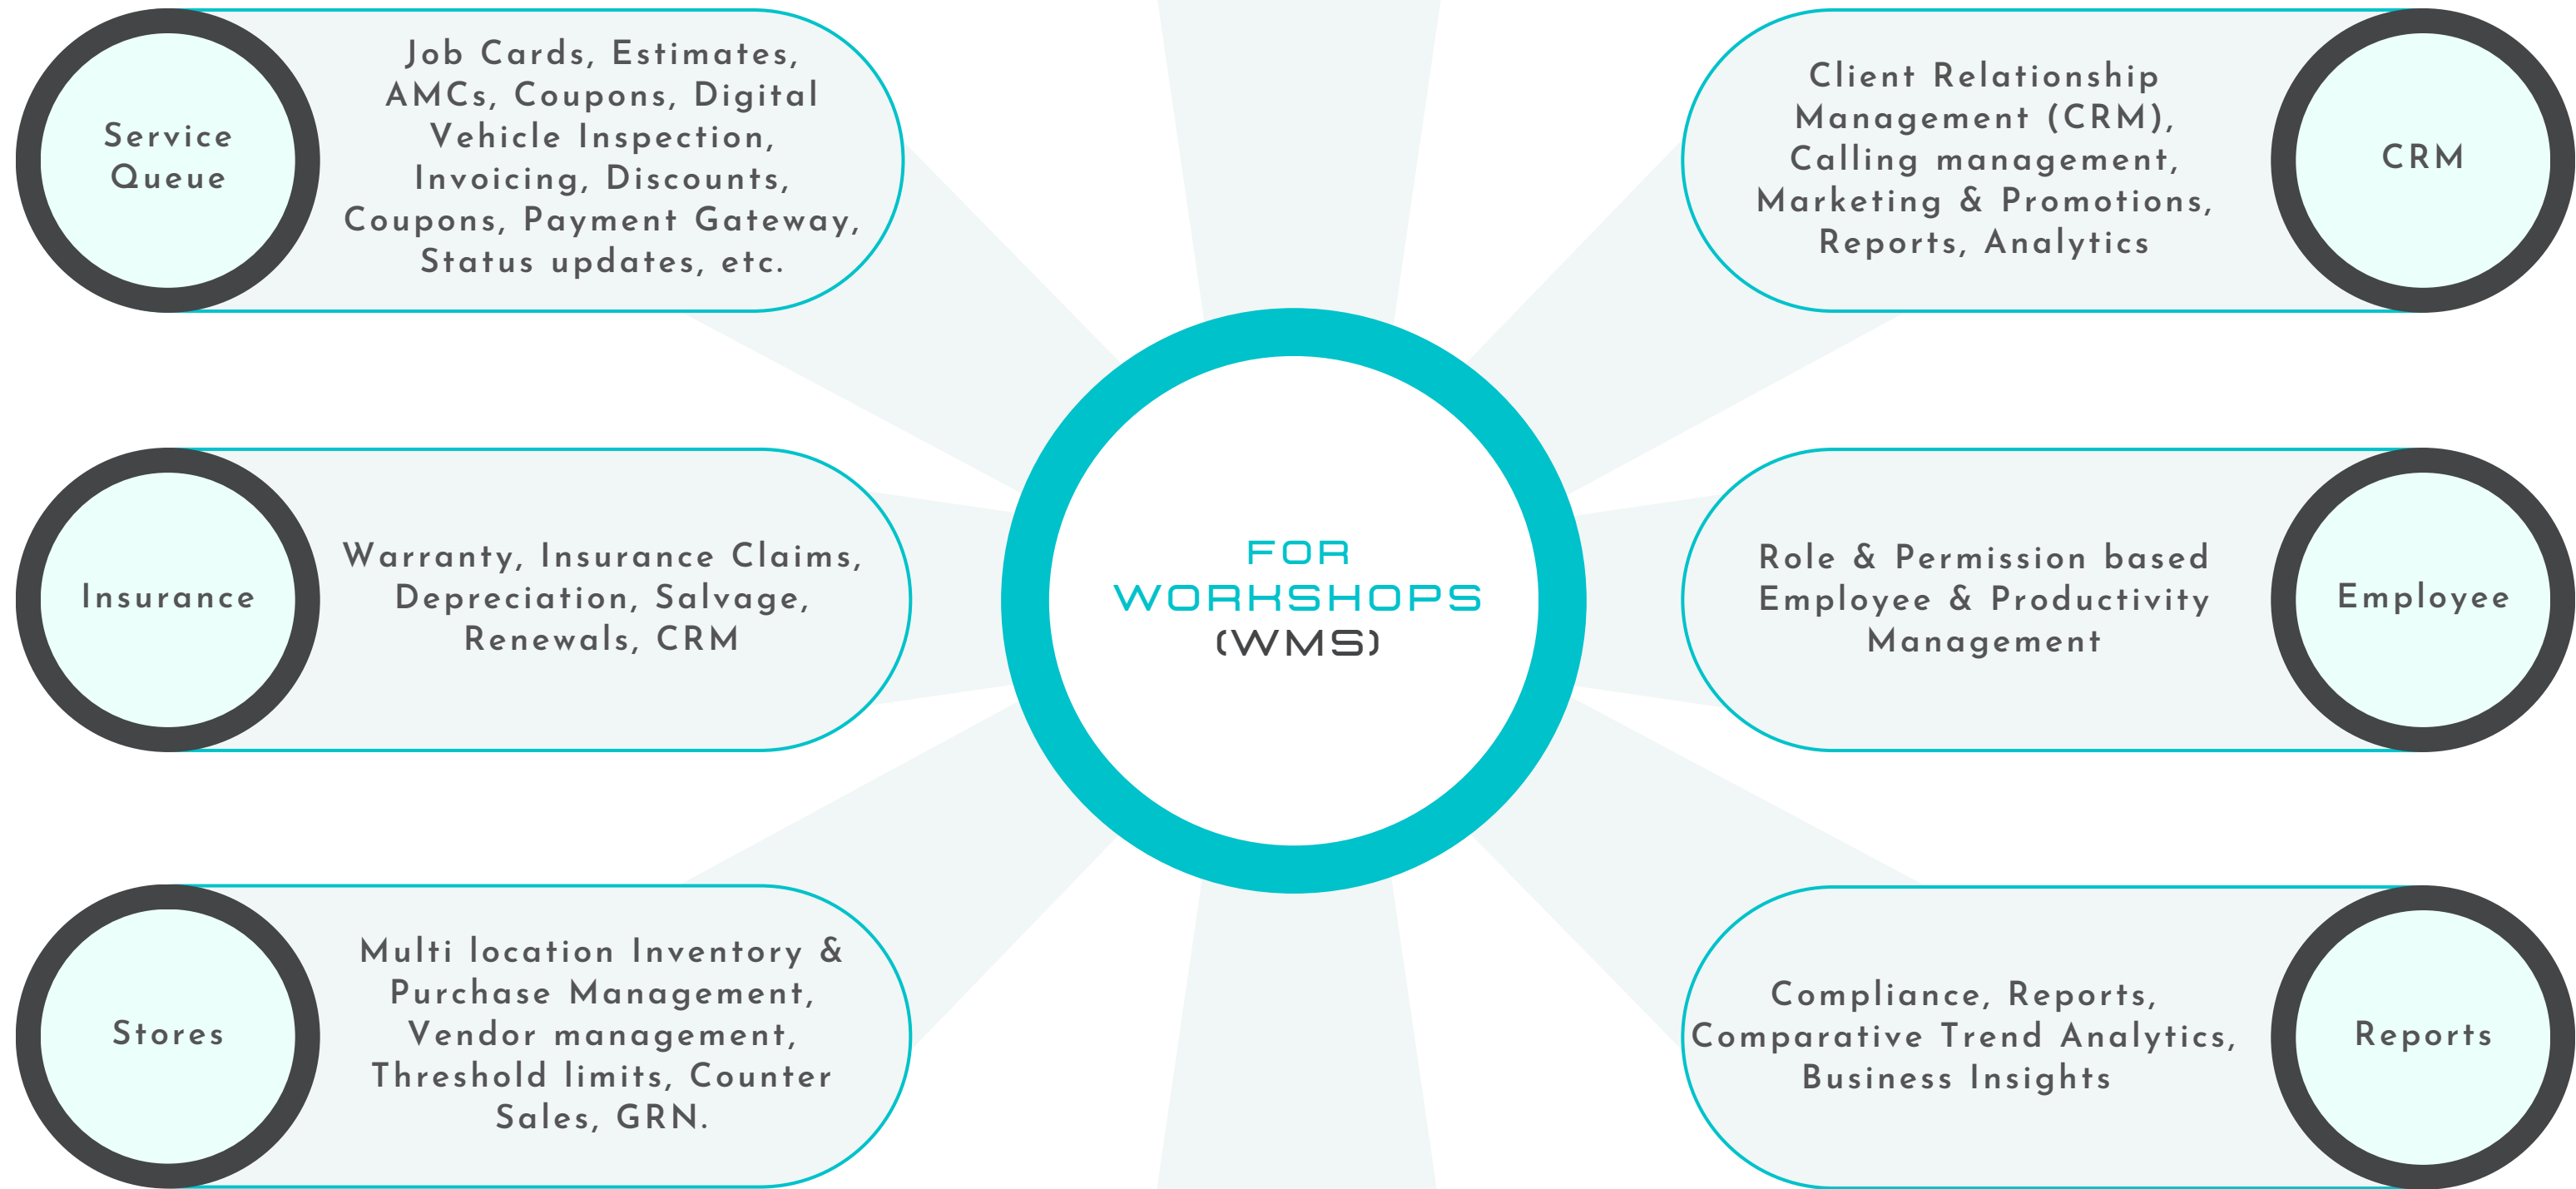 Service
Queue
Job Cards, Estimates,
AMCs, Coupons, Digital
Vehicle Inspection,
Invoicing, Discounts,
Coupons, Payment Gateway,
Status updates, etc.
Insurance
Warranty, Insurance Claims,
Depreciation, Salvage,
Renewals, CRM
Stores
Multi location Inventory &
Purchase Management,
Vendor management,
Threshold limits, Counter
Sales, GRN.
FOR
WORKSHOPS
(WMS)
Client Relationship
Management (CRM),
Calling management,
Marketing & Promotions,
Reports, Analytics
CRM
Role & Permission based
Employee & Productivity
Management
Employee
Compliance, Reports,
Comparative Trend Analytics,
Business Insights
Reports